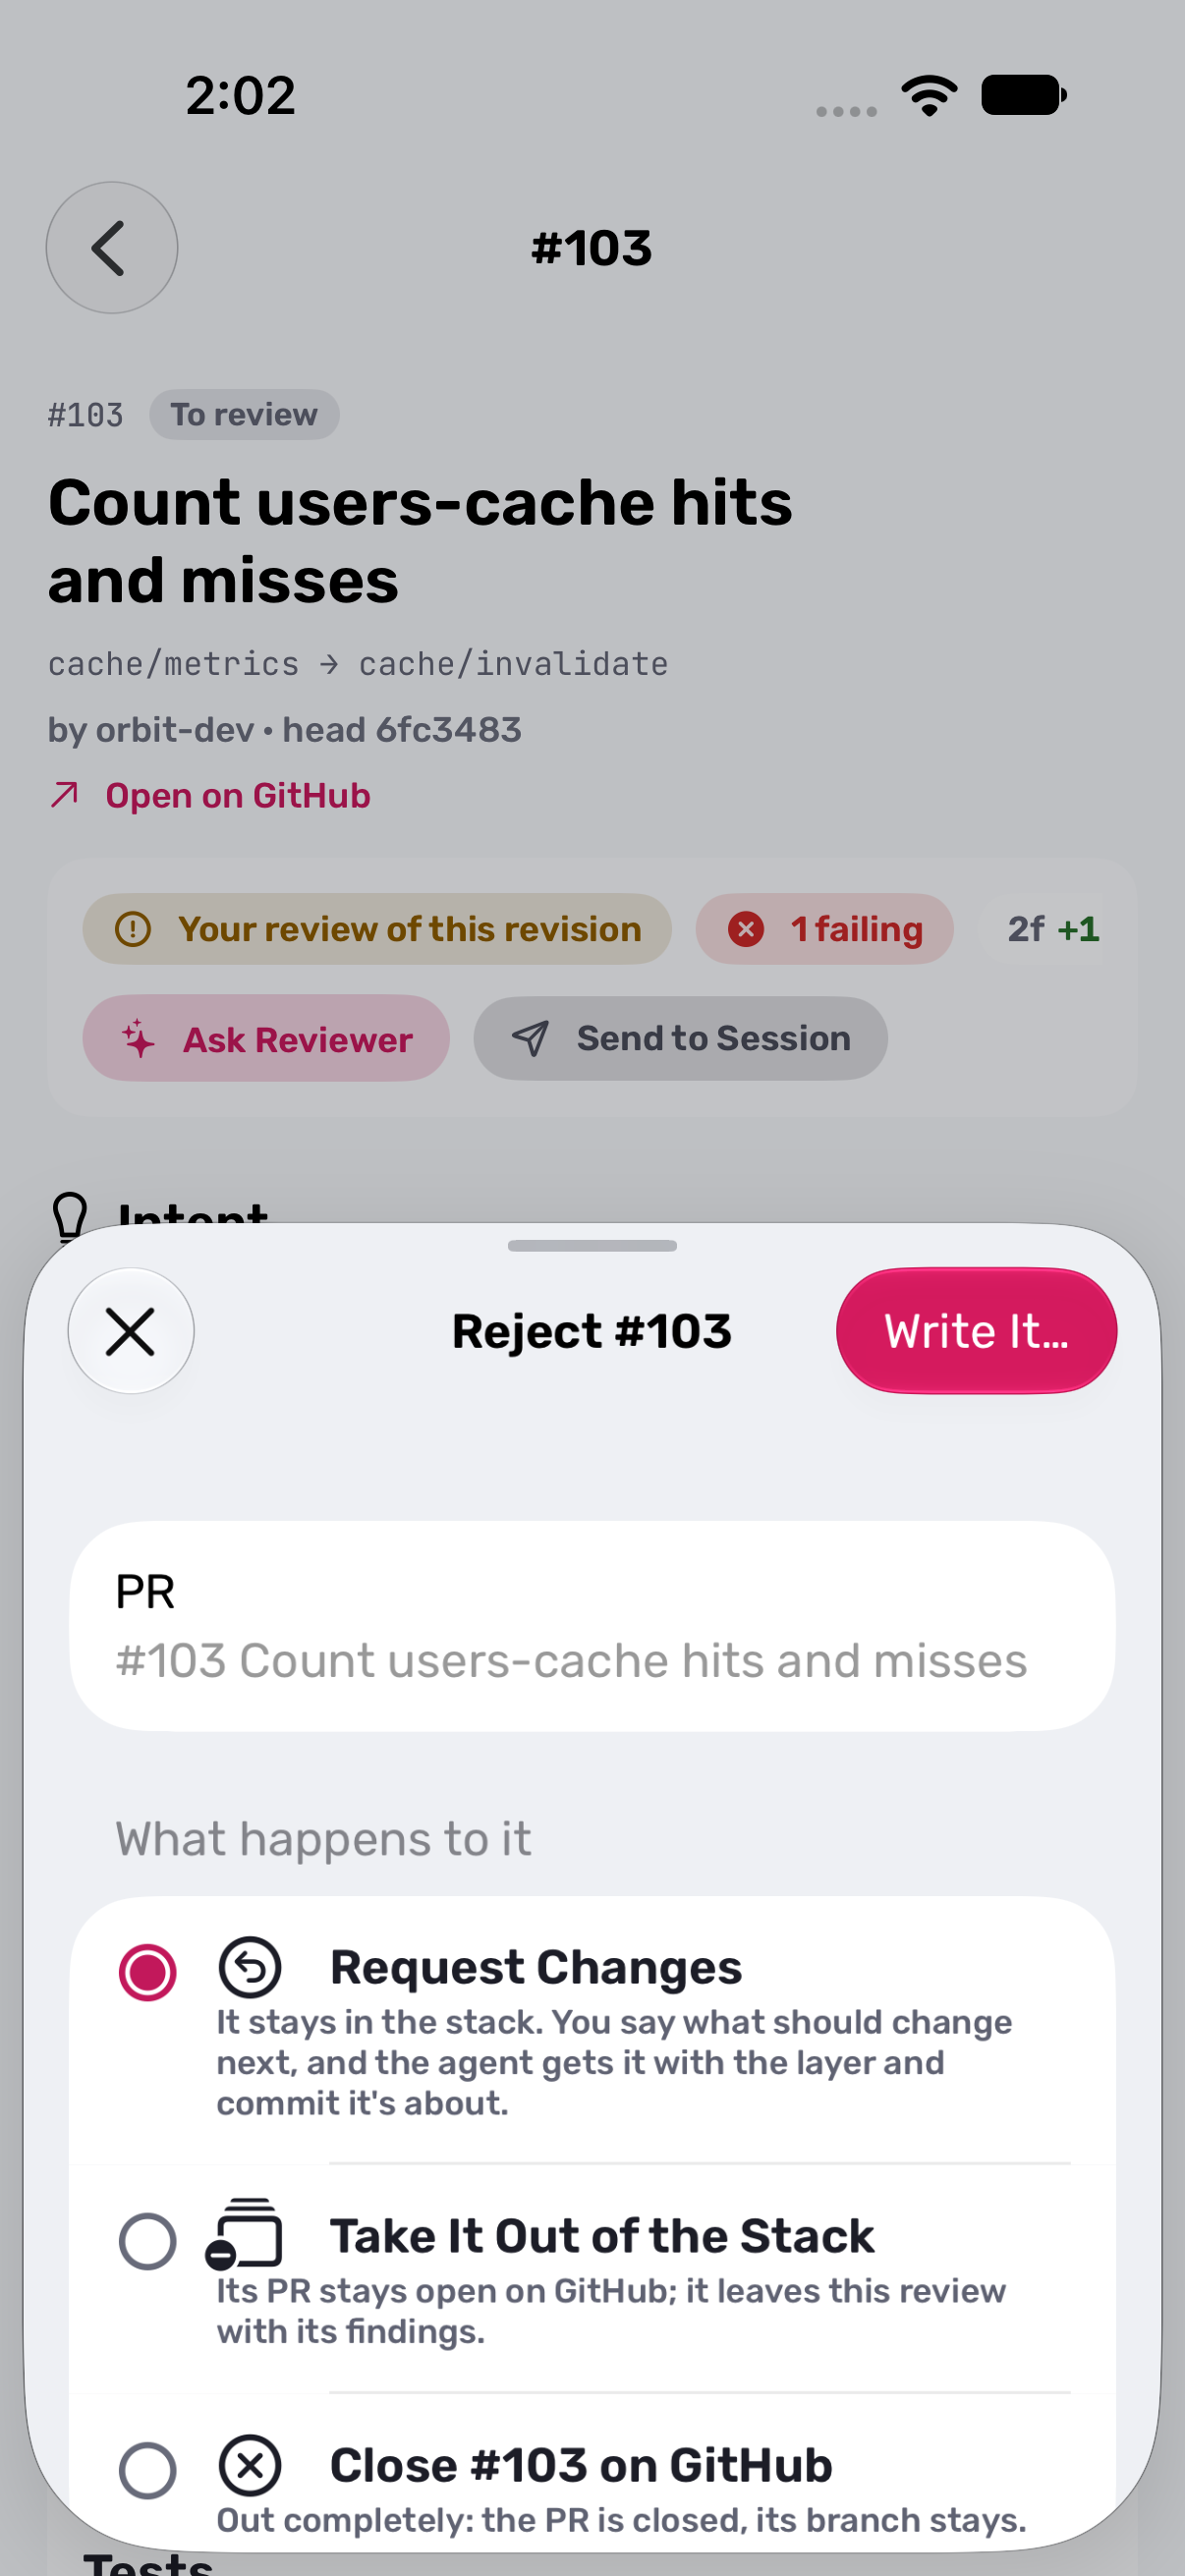 2:02
#103
#103 To review
Count users-cache hits
and misses
cache/metrics → cache/invalidate
by orbit-dev • head 6fc3483
Open on GitHub
Your review of this revision 1 failing 2f +1
Ask Reviewer Send to Session
Intent
Reject #103 Write It...
PR
#103 Count users-cache hits and misses
What happens to it
Request Changes
It stays in the stack. You say what should change
next, and the agent gets it with the layer and
commit it's about.
Take It Out of the Stack
Its PR stays open on GitHub; it leaves this review
with its findings.
Close #103 on GitHub
Out completely: the PR is closed, its branch stays.
Tests